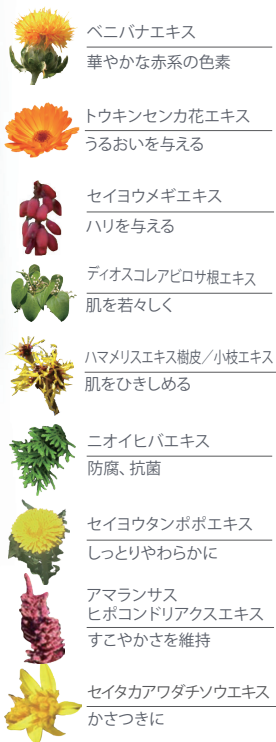 ベニバナエキス
華やかな赤系の色素
トウキンセンカ花エキス
うるおいを与える
セイヨウメギエキス
ハリを与える
ディオスコレアビロサ根エキス
肌を若々しく
ハマメリスエキス樹皮／小枝エキス
肌をひきしめる
ニオイヒバエキス
防腐、抗菌
セイヨウタンポポエキス
しっとりやわらかに
アマランサス
ヒポコンドリアクスエキス
すこやかさを維持
セイタカアワダチソウエキス
かさつきに